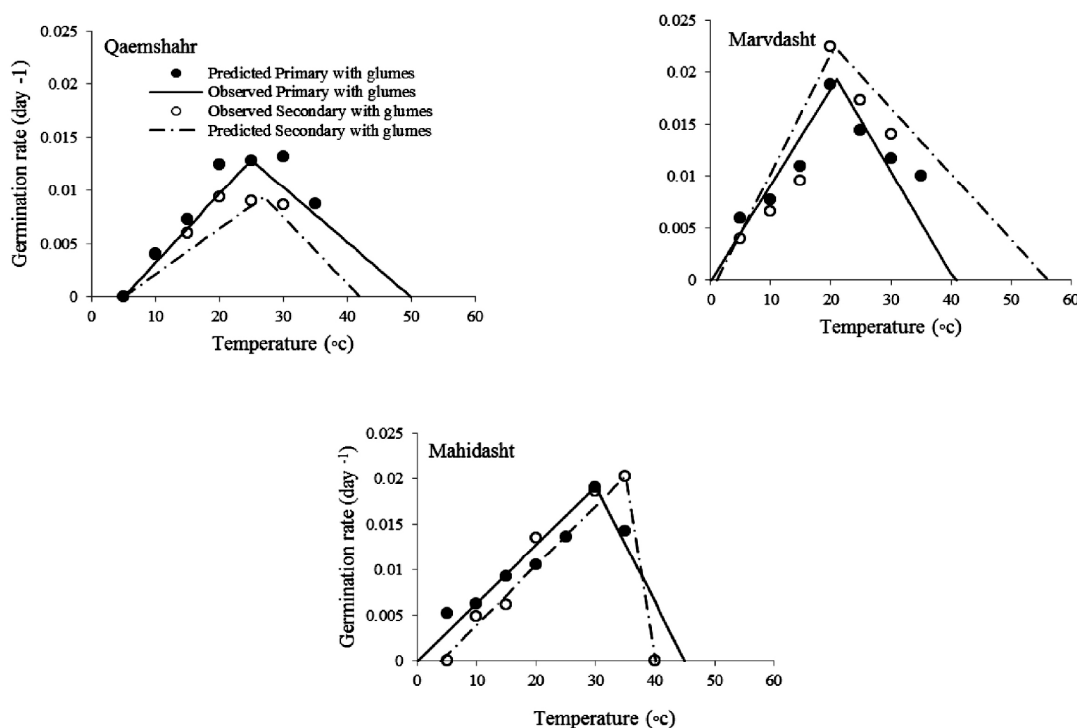 Qaemshahr
Predicted Primary with glumes
Observed Primary with glumes
Observed Secondary with glumes
Predicted Secondary with glumes
Germination rate (day -1)
0.025
0.02
0.015
0.01
0.005
0
0 10 20 30 40 50 60
Temperature (∘c)
Marvdasht
0.025
0.02
0.015
0.01
0.005
0
0 10 20 30 40 50 60
Temperature (∘c)
Mahidasht
Germination rate (day -1)
0.025
0.02
0.015
0.01
0.005
0
0 10 20 30 40 50 60
Temperature (∘c)